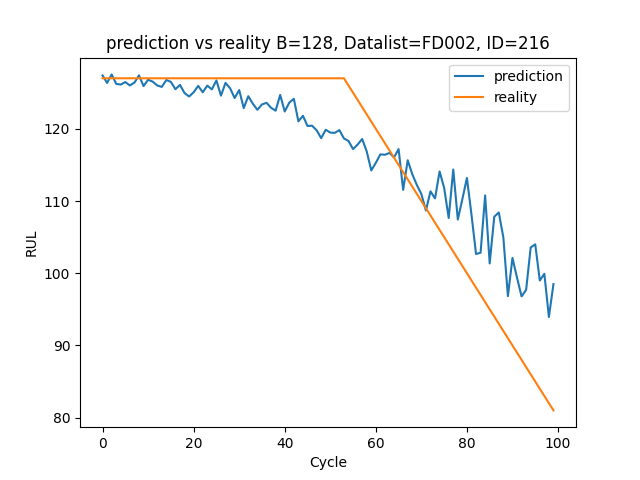 prediction vs reality B=128, Datalist=FD002, ID=216
prediction
reality
120
110
100
90
80
RUL
0 20 40 60 80 100
Cycle